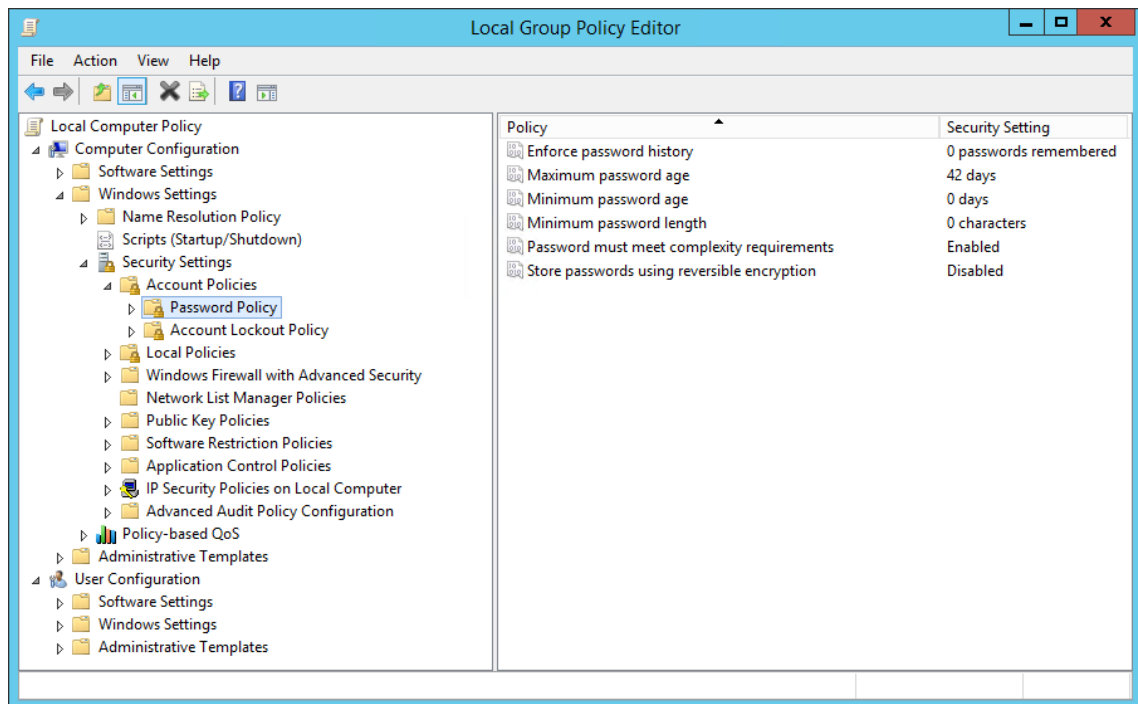 Local Group Policy Editor
File Action View Help
Local Computer Policy
Computer Configuration
Software Settings
Windows Settings
Name Resolution Policy
Scripts (Startup/Shutdown)
Security Settings
Account Policies
Password Policy
Account Lockout Policy
Local Policies
Windows Firewall with Advanced Security
Network List Manager Policies
Public Key Policies
Software Restriction Policies
Application Control Policies
IP Security Policies on Local Computer
Advanced Audit Policy Configuration
Policy-based QoS
Administrative Templates
User Configuration
Software Settings
Windows Settings
Administrative Templates
Policy Security Setting
Enforce password history 0 passwords remembered
Maximum password age 42 days
Minimum password age 0 days
Minimum password length 0 characters
Password must meet complexity requirements Enabled
Store passwords using reversible encryption Disabled